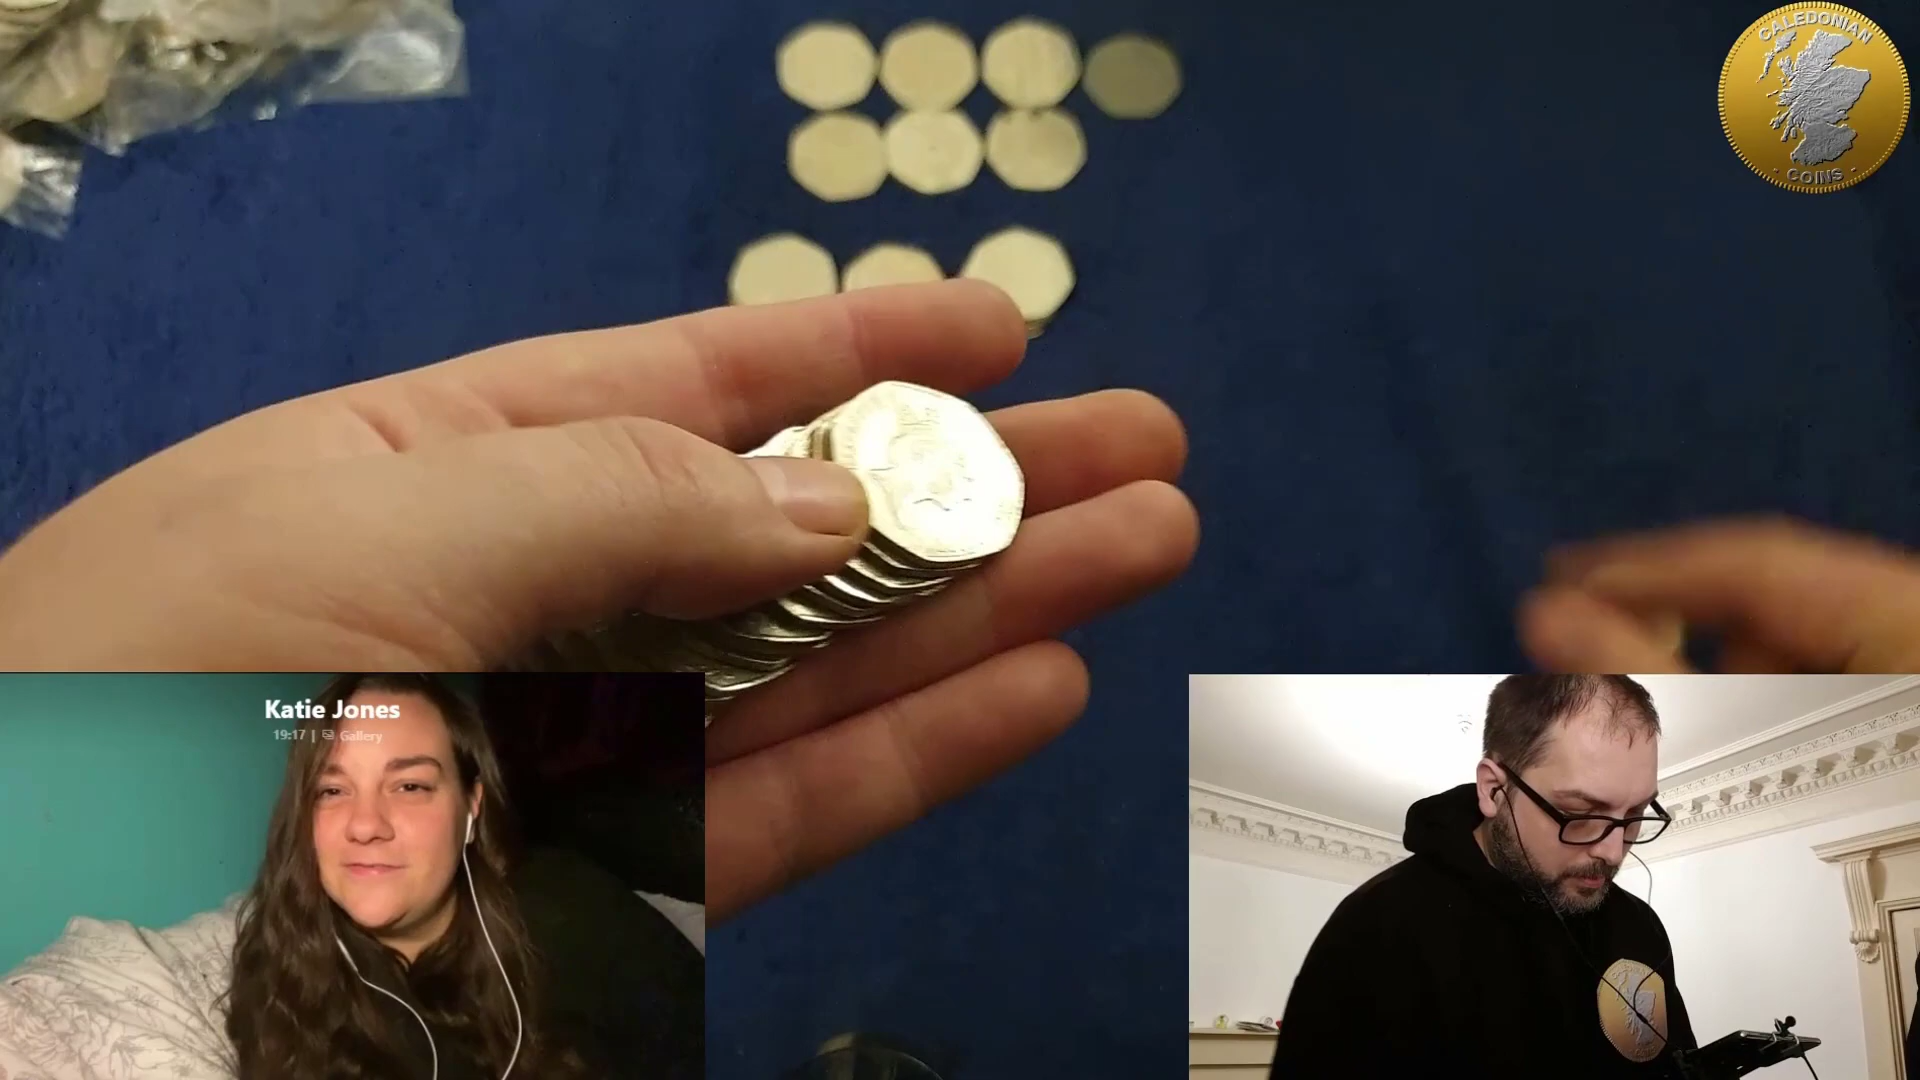 CALEDONIAN
· COINS ·
Katie Jones
19:17 | Gallery